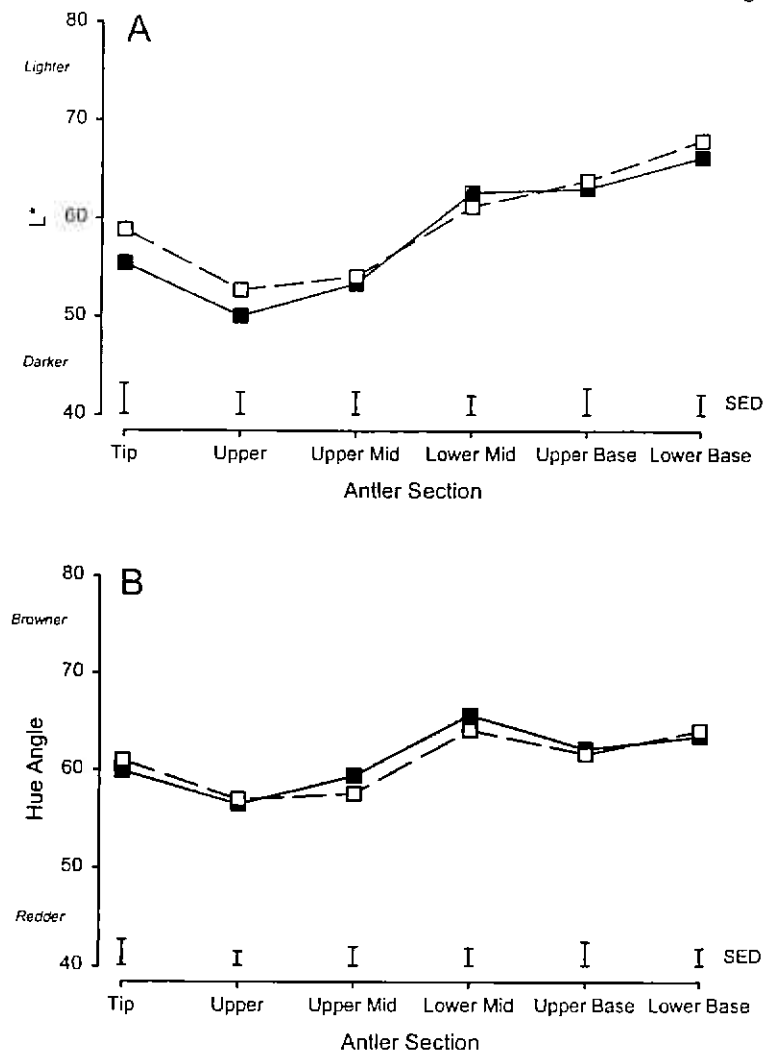 A
80
Lighter
70
L*
60
50
Darker
40
SED
Tip Upper Upper Mid Lower Mid Upper Base Lower Base
Antler Section
B
80
Browner
70
Hue Angle
60
50
Redder
40
SED
Tip Upper Upper Mid Lower Mid Upper Base Lower Base
Antler Section